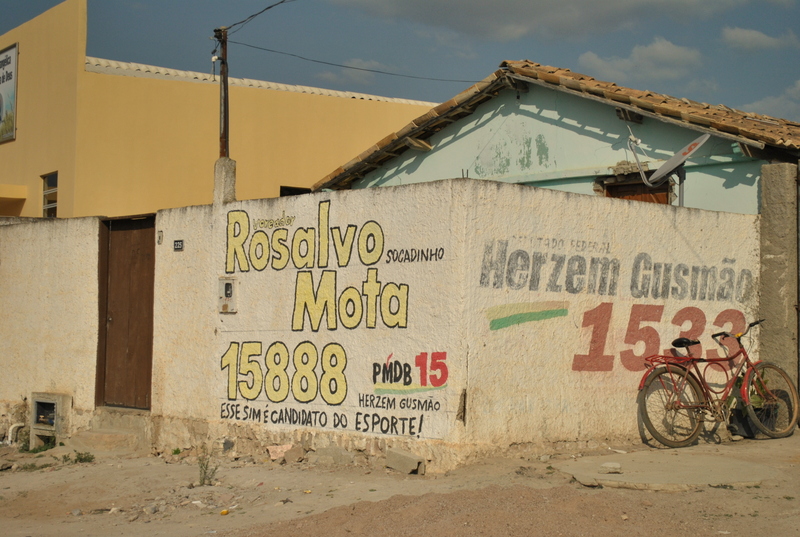 225
Vereador
Rosalvo
SOCADINHO
Mota
15888
PMDB 15
HERZEM GUSMÃO
ESSE SIM É CANDIDATO DO ESPORTE!
DEPUTADO FEDERAL
Herzem Gusmão
1533